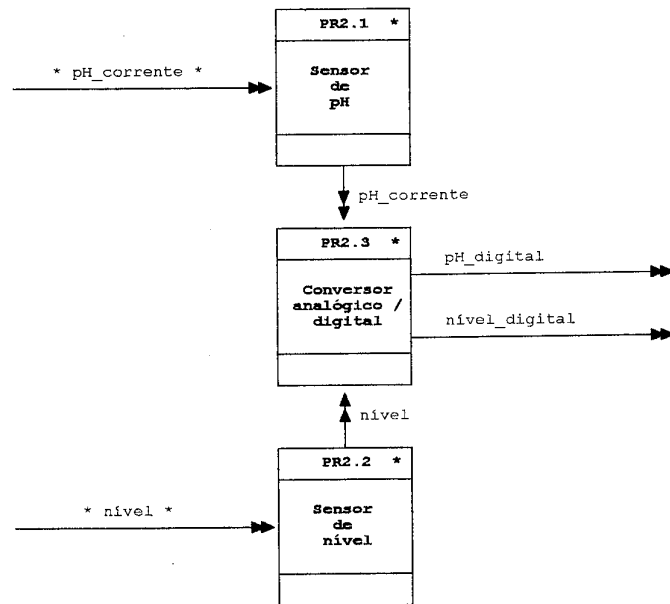 PR2.1 *
* pH_corrente *
Sensor
de
pH
pH_corrente
PR2.3 *
pH_digital
Conversor
analógico /
digital
nível_digital
nível
PR2.2 *
* nível *
Sensor
de
nível